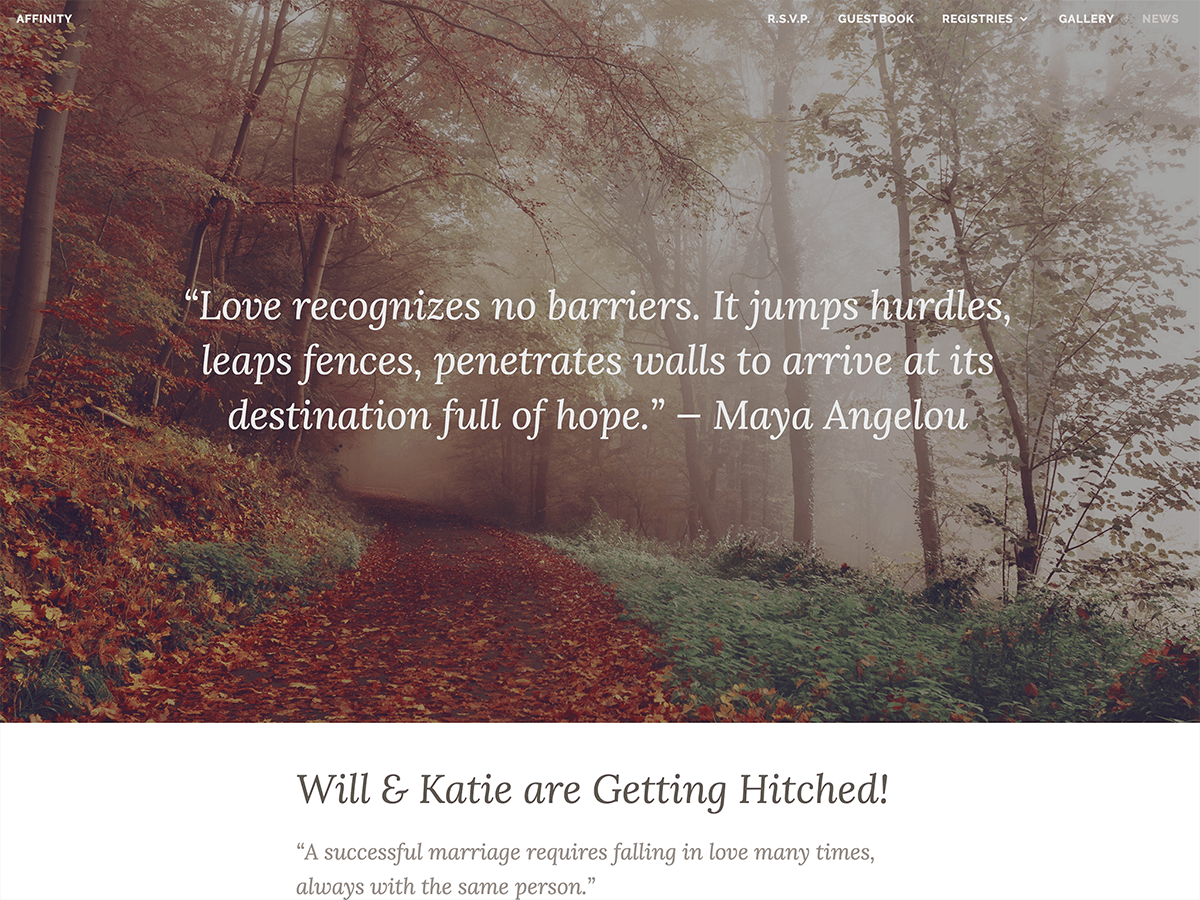 AFFINITY
R.S.V.P. GUESTBOOK REGISTRIES GALLERY NEWS
“Love recognizes no barriers. It jumps hurdles,
leaps fences, penetrates walls to arrive at its
destination full of hope.” — Maya Angelou
Will & Katie are Getting Hitched!
“A successful marriage requires falling in love many times,
always with the same person.”